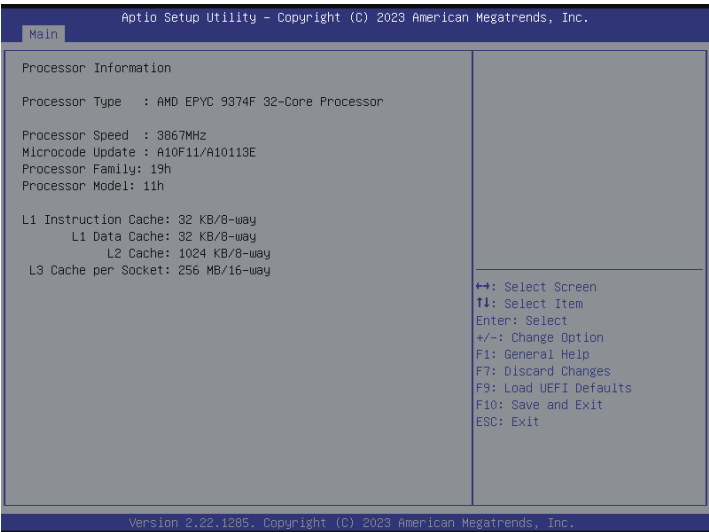 Aptio Setup Utility – Copyright (C) 2023 American Megatrends, Inc.
Main
Processor Information
Processor Type : AMD EPYC 9374F 32-Core Processor
Processor Speed : 3867MHz
Microcode Update : A10F11/A10113E
Processor Family: 19h
Processor Model: 11h
L1 Instruction Cache: 32 KB/8-way
L1 Data Cache: 32 KB/8-way
L2 Cache: 1024 KB/8-way
L3 Cache per Socket: 256 MB/16-way
↔: Select Screen
↑↓: Select Item
Enter: Select
+/-: Change Option
F1: General Help
F7: Discard Changes
F9: Load UEFI Defaults
F10: Save and Exit
ESC: Exit
Version 2.22.1285. Copyright (C) 2023 American Megatrends, Inc.